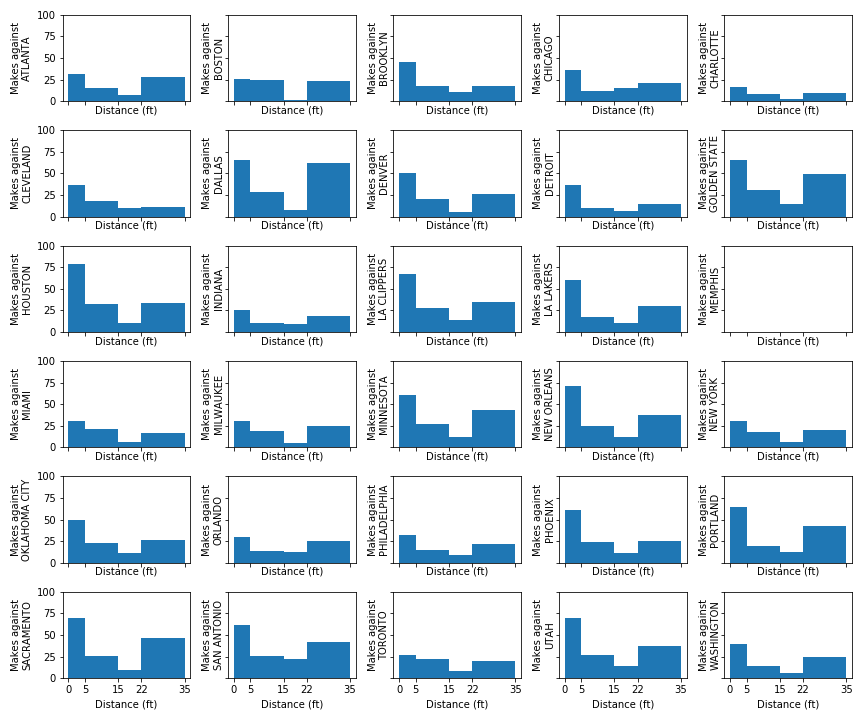 100
75
50
25
0
Makes against
ATLANTA
Distance (ft)
Makes against
BOSTON
Distance (ft)
Makes against
BROOKLYN
Distance (ft)
Makes against
CHICAGO
Distance (ft)
Makes against
CHARLOTTE
Distance (ft)
100
75
50
25
0
Makes against
CLEVELAND
Distance (ft)
Makes against
DALLAS
Distance (ft)
Makes against
DENVER
Distance (ft)
Makes against
DETROIT
Distance (ft)
Makes against
GOLDEN STATE
Distance (ft)
100
75
50
25
0
Makes against
HOUSTON
Distance (ft)
Makes against
INDIANA
Distance (ft)
Makes against
LA CLIPPERS
Distance (ft)
Makes against
LA LAKERS
Distance (ft)
Makes against
MEMPHIS
Distance (ft)
100
75
50
25
0
Makes against
MIAMI
Distance (ft)
Makes against
MILWAUKEE
Distance (ft)
Makes against
MINNESOTA
Distance (ft)
Makes against
NEW ORLEANS
Distance (ft)
Makes against
NEW YORK
Distance (ft)
100
75
50
25
0
Makes against
OKLAHOMA CITY
Distance (ft)
Makes against
ORLANDO
Distance (ft)
Makes against
PHILADELPHIA
Distance (ft)
Makes against
PHOENIX
Distance (ft)
Makes against
PORTLAND
Distance (ft)
100
75
50
25
0
Makes against
SACRAMENTO
0 5 15 22 35
Distance (ft)
Makes against
SAN ANTONIO
0 5 15 22 35
Distance (ft)
Makes against
TORONTO
0 5 15 22 35
Distance (ft)
Makes against
UTAH
0 5 15 22 35
Distance (ft)
Makes against
WASHINGTON
0 5 15 22 35
Distance (ft)